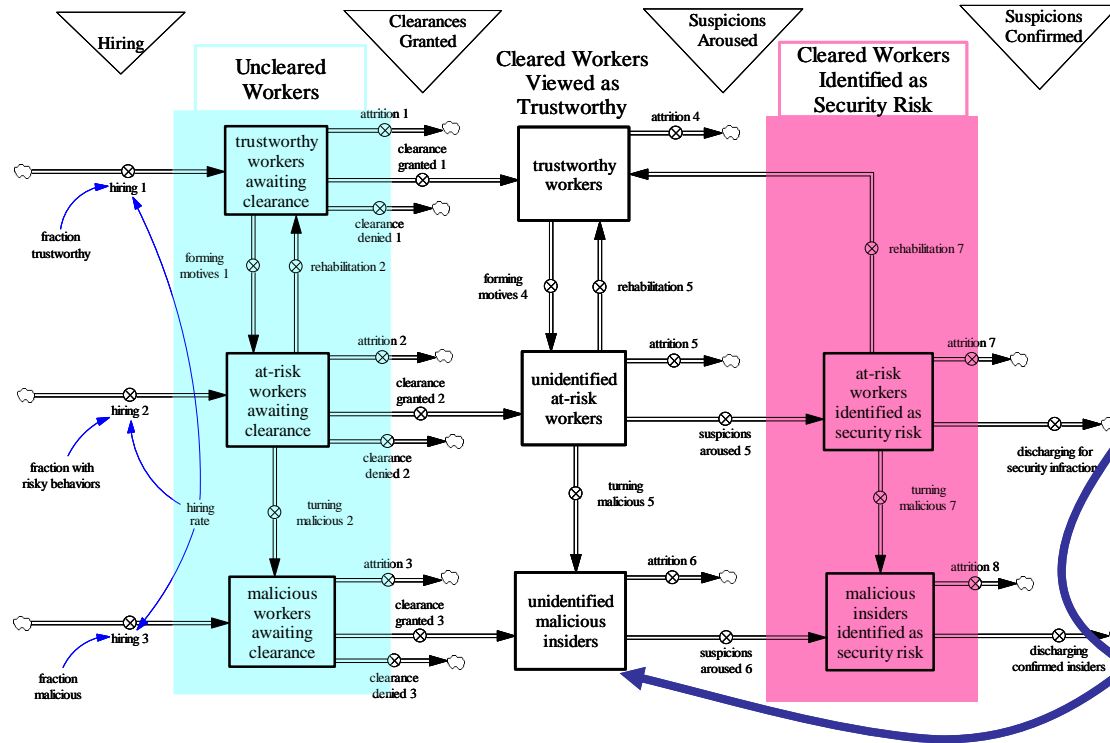 Hiring
Clearances
Granted
Suspicions
Aroused
Suspicions
Confirmed
Uncleared
Workers
Cleared Workers
Viewed as
Trustworthy
Cleared Workers
Identified as
Security Risk
attrition 1
attrition 4
trustworthy
workers
awaiting
clearance
clearance
granted 1
trustworthy
workers
hiring 1
clearance
denied 1
fraction
trustworthy
forming
motives 1
rehabilitation 2
forming
motives 4
rehabilitation 5
rehabilitation 7
attrition 2
attrition 5
attrition 7
at-risk
workers
awaiting
clearance
clearance
granted 2
unidentified
at-risk
workers
at-risk
workers
identified as
security risk
hiring 2
clearance
denied 2
suspicions
aroused 5
discharging for
security infraction
fraction with
risky behaviors
hiring
rate
turning
malicious 2
turning
malicious 5
turning
malicious 7
attrition 3
attrition 6
attrition 8
malicious
workers
awaiting
clearance
clearance
granted 3
unidentified
malicious
insiders
malicious
insiders
identified as
security risk
hiring 3
clearance
denied 3
suspicions
aroused 6
discharging
confirmed insiders
fraction
malicious